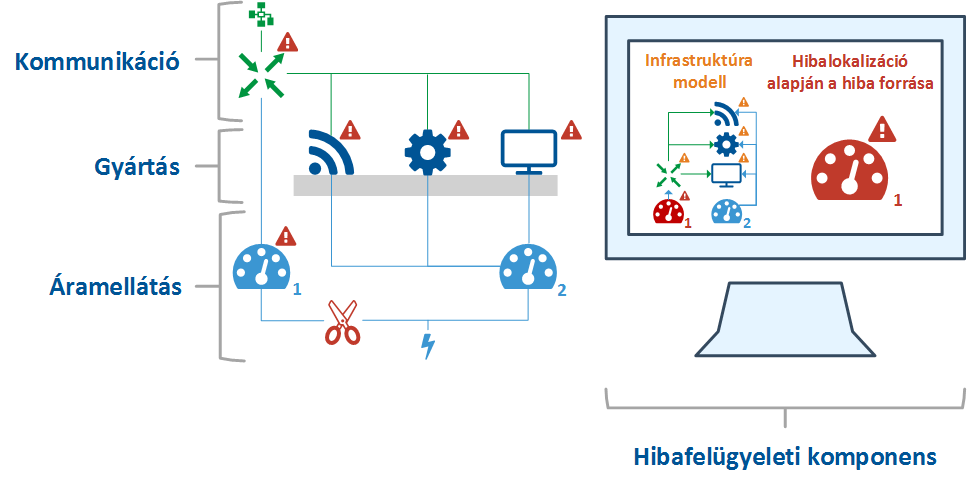 Kommunikáció
Gyártás
Áramellátás
1
2
Infrastruktúra
modell
1
2
Hibalokalizáció
alapján a hiba forrása
1
Hibafelügyeleti komponens